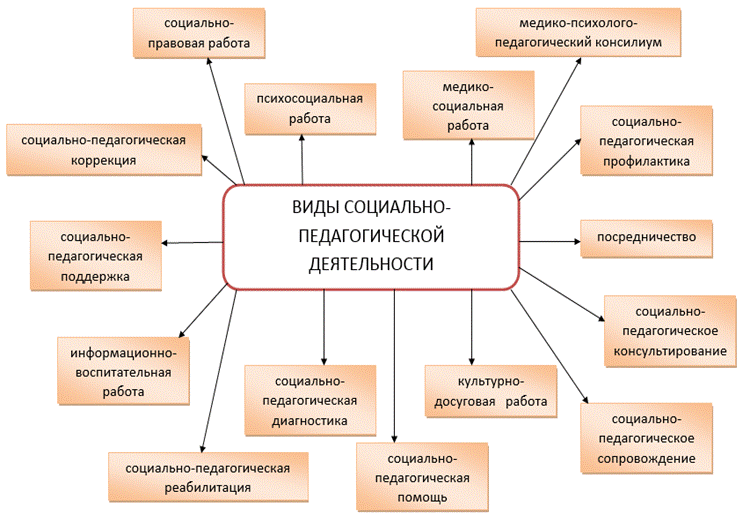 социально-
правовая работа
медико-психолого-
педагогический консилиум
психосоциальная
работа
медико-
социальная
работа
социально-
педагогическая
профилактика
социально-педагогическая
коррекция
ВИДЫ СОЦИАЛЬНО-
ПЕДАГОГИЧЕСКОЙ
ДЕЯТЕЛЬНОСТИ
социально-
педагогическая
поддержка
посредничество
социально-
педагогическое
консультирование
информационно-
воспитательная
работа
социально-
педагогическая
диагностика
культурно-
досуговая работа
социально-
педагогическое
сопровождение
социально-педагогическая
реабилитация
социально-
педагогическая
помощь